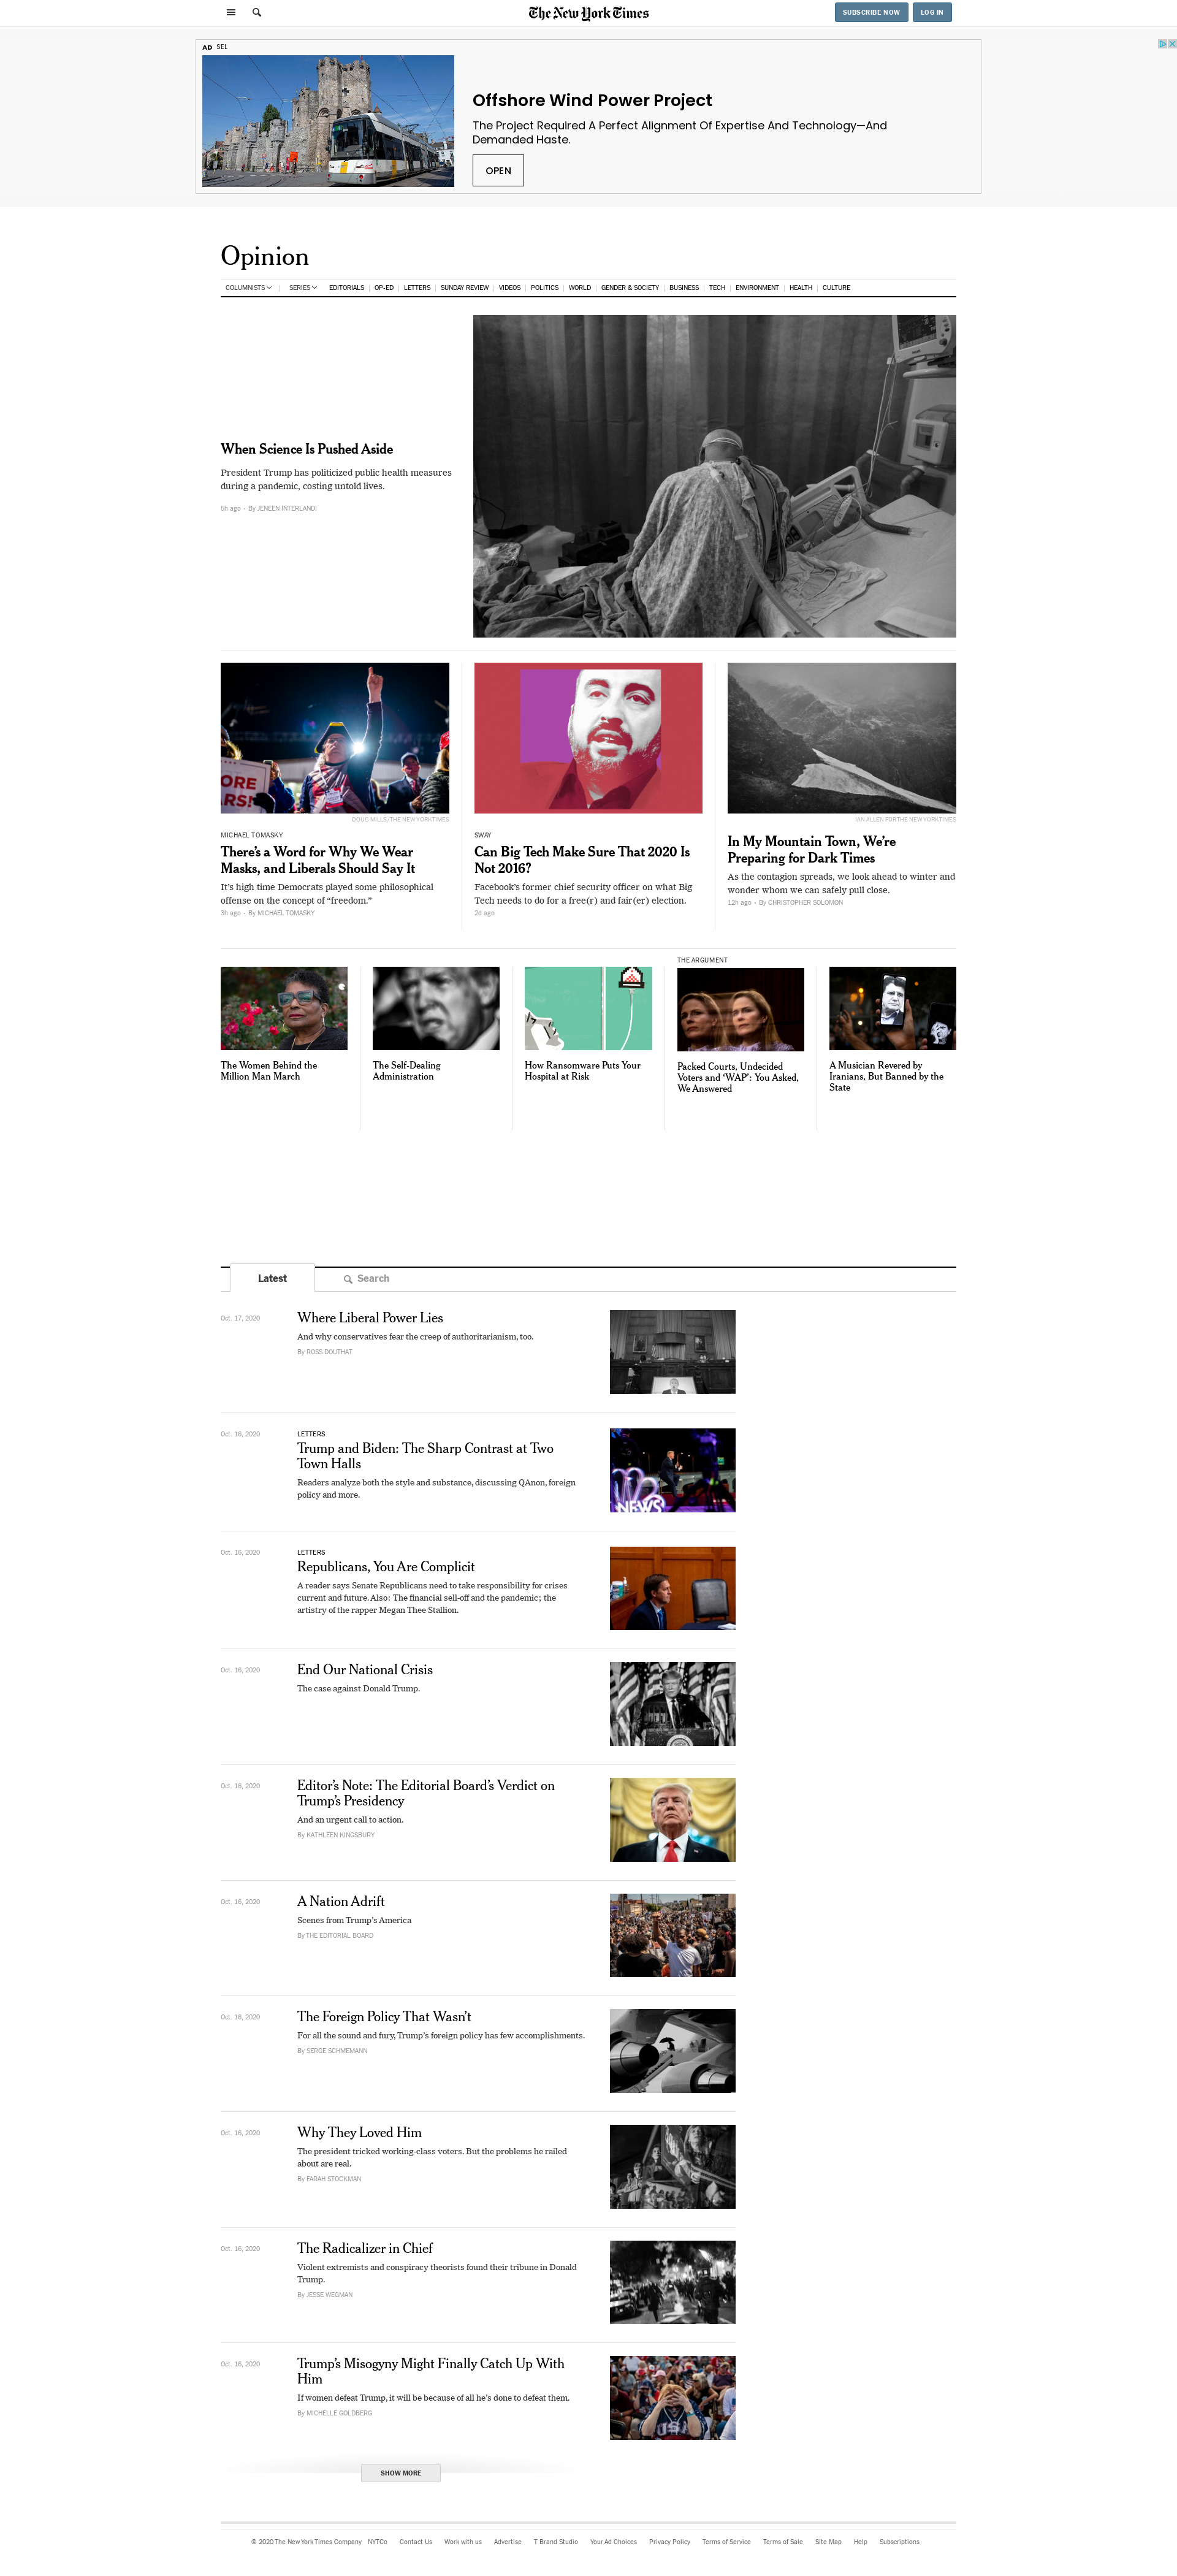 The New York Times
SUBSCRIBE NOW
LOG IN
AD SEL
Offshore Wind Power Project
The Project Required A Perfect Alignment Of Expertise And Technology—And
Demanded Haste.
OPEN
Opinion
COLUMNISTS SERIES EDITORIALS OP-ED LETTERS SUNDAY REVIEW VIDEOS POLITICS WORLD GENDER & SOCIETY BUSINESS TECH ENVIRONMENT HEALTH CULTURE
When Science Is Pushed Aside
President Trump has politicized public health measures
during a pandemic, costing untold lives.
5h ago • By JENEEN INTERLANDI
ORE
RS!
DOUG MILLS/THE NEW YORK TIMES
MICHAEL TOMASKY
There’s a Word for Why We Wear
Masks, and Liberals Should Say It
It’s high time Democrats played some philosophical
offense on the concept of “freedom.”
3h ago • By MICHAEL TOMASKY
SWAY
Can Big Tech Make Sure That 2020 Is
Not 2016?
Facebook’s former chief security officer on what Big
Tech needs to do for a free(r) and fair(er) election.
2d ago
IAN ALLEN FOR THE NEW YORK TIMES
In My Mountain Town, We’re
Preparing for Dark Times
As the contagion spreads, we look ahead to winter and
wonder whom we can safely pull close.
12h ago • By CHRISTOPHER SOLOMON
The Women Behind the
Million Man March
The Self-Dealing
Administration
How Ransomware Puts Your
Hospital at Risk
THE ARGUMENT
Packed Courts, Undecided
Voters and ‘WAP’: You Asked,
We Answered
A Musician Revered by
Iranians, But Banned by the
State
Latest
Search
Oct. 17, 2020
Where Liberal Power Lies
And why conservatives fear the creep of authoritarianism, too.
By ROSS DOUTHAT
Oct. 16, 2020
LETTERS
Trump and Biden: The Sharp Contrast at Two
Town Halls
Readers analyze both the style and substance, discussing QAnon, foreign
policy and more.
NEWS
Oct. 16, 2020
LETTERS
Republicans, You Are Complicit
A reader says Senate Republicans need to take responsibility for crises
current and future. Also: The financial sell-off and the pandemic; the
artistry of the rapper Megan Thee Stallion.
Oct. 16, 2020
End Our National Crisis
The case against Donald Trump.
Oct. 16, 2020
Editor’s Note: The Editorial Board’s Verdict on
Trump’s Presidency
And an urgent call to action.
By KATHLEEN KINGSBURY
Oct. 16, 2020
A Nation Adrift
Scenes from Trump’s America
By THE EDITORIAL BOARD
Oct. 16, 2020
The Foreign Policy That Wasn’t
For all the sound and fury, Trump’s foreign policy has few accomplishments.
By SERGE SCHMEMANN
Oct. 16, 2020
Why They Loved Him
The president tricked working-class voters. But the problems he railed
about are real.
By FARAH STOCKMAN
Oct. 16, 2020
The Radicalizer in Chief
Violent extremists and conspiracy theorists found their tribune in Donald
Trump.
By JESSE WEGMAN
Oct. 16, 2020
Trump’s Misogyny Might Finally Catch Up With
Him
If women defeat Trump, it will be because of all he’s done to defeat them.
By MICHELLE GOLDBERG
USA
SHOW MORE
© 2020 The New York Times Company NYTCo Contact Us Work with us Advertise T Brand Studio Your Ad Choices Privacy Policy Terms of Service Terms of Sale Site Map Help Subscriptions